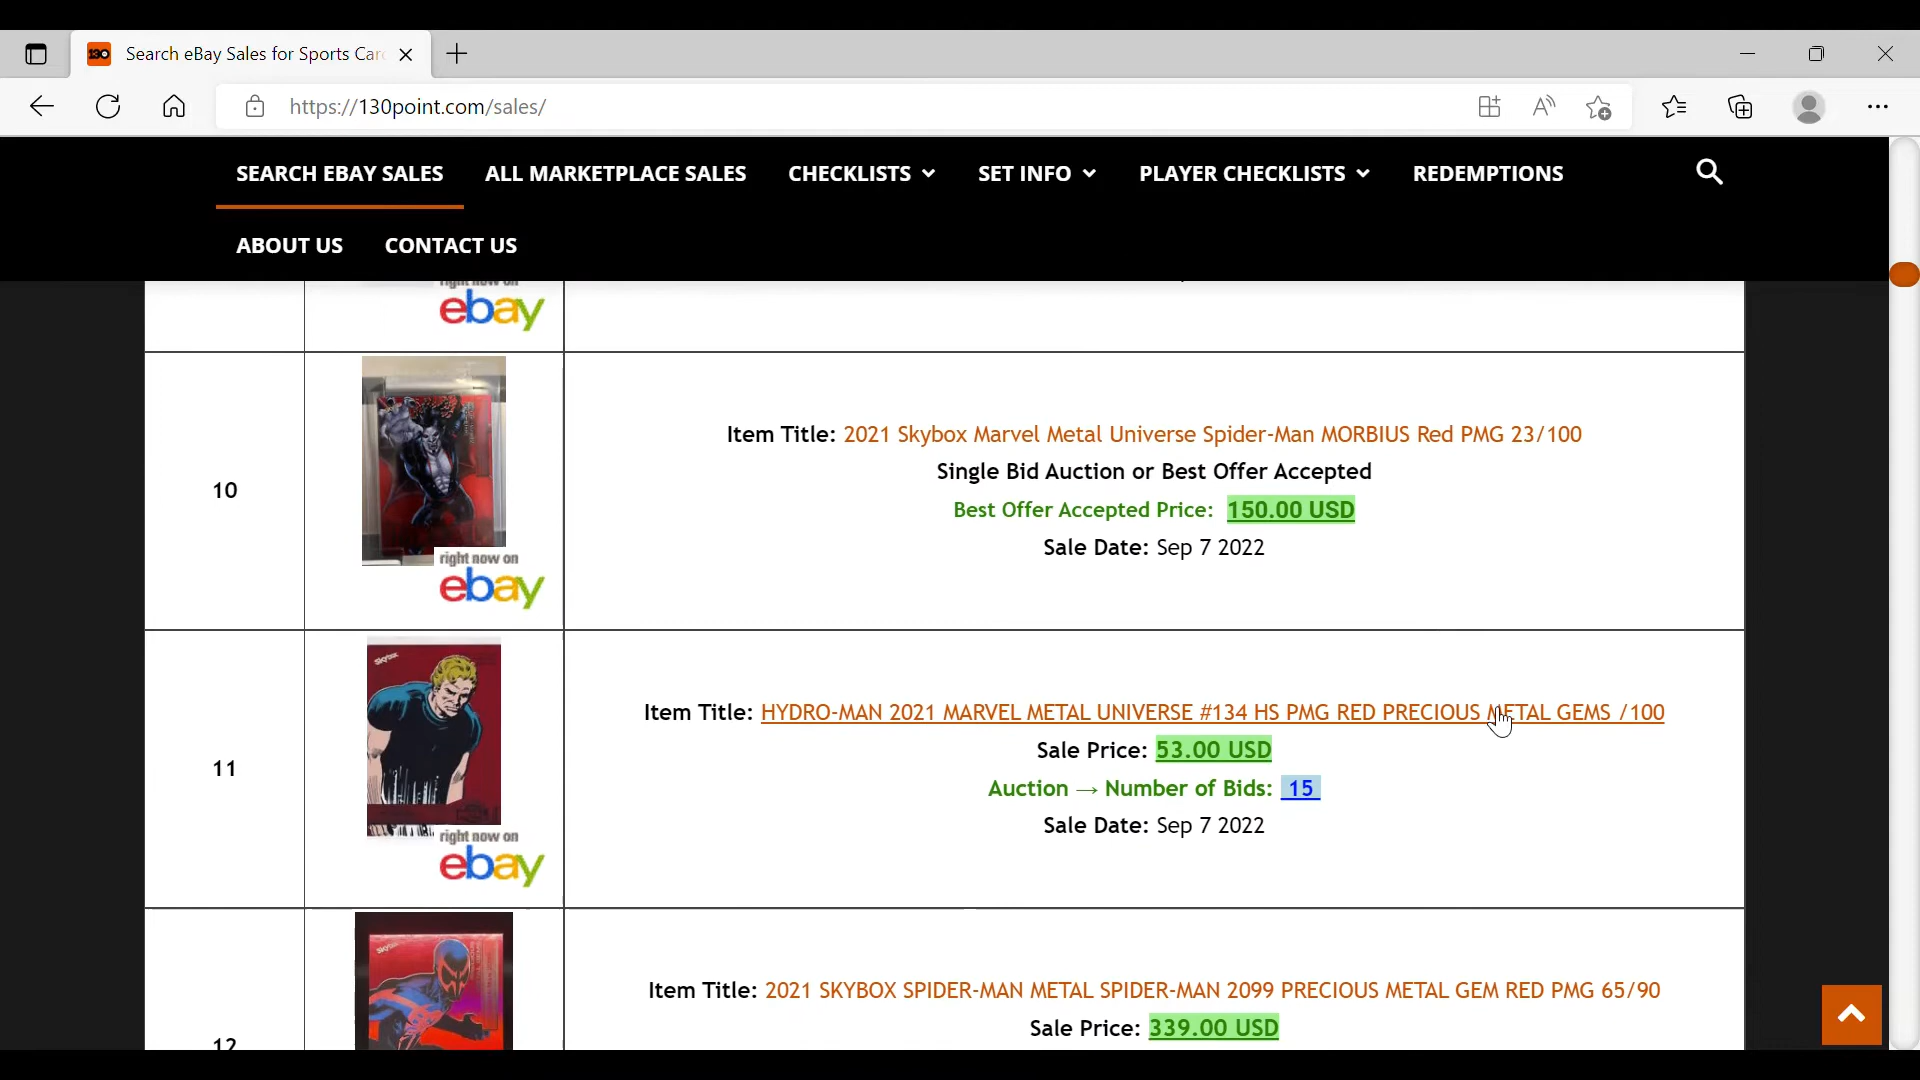 130 Search eBay Sales for Sports Car
https://130point.com/sales/
SEARCH EBAY SALES ALL MARKETPLACE SALES CHECKLISTS SET INFO PLAYER CHECKLISTS REDEMPTIONS
ABOUT US CONTACT US
ebay
10
Item Title: 2021 Skybox Marvel Metal Universe Spider-Man MORBIUS Red PMG 23/100
Single Bid Auction or Best Offer Accepted
Best Offer Accepted Price: 150.00 USD
Sale Date: Sep 7 2022
right now on
ebay
11
Skybox
Item Title: HYDRO-MAN 2021 MARVEL METAL UNIVERSE #134 HS PMG RED PRECIOUS METAL GEMS /100
Sale Price: 53.00 USD
Auction → Number of Bids: 15
Sale Date: Sep 7 2022
right now on
ebay
12
Skybox
Item Title: 2021 SKYBOX SPIDER-MAN METAL SPIDER-MAN 2099 PRECIOUS METAL GEM RED PMG 65/90
Sale Price: 339.00 USD